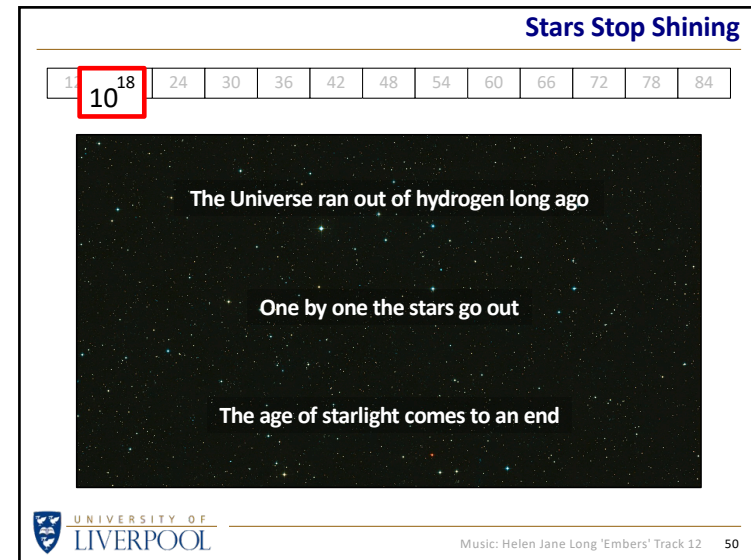 Stars Stop Shining
10^18 24 30 36 42 48 54 60 66 72 78 84
The Universe ran out of hydrogen long ago
One by one the stars go out
The age of starlight comes to an end
UNIVERSITY OF
LIVERPOOL
Music: Helen Jane Long 'Embers' Track 12 50